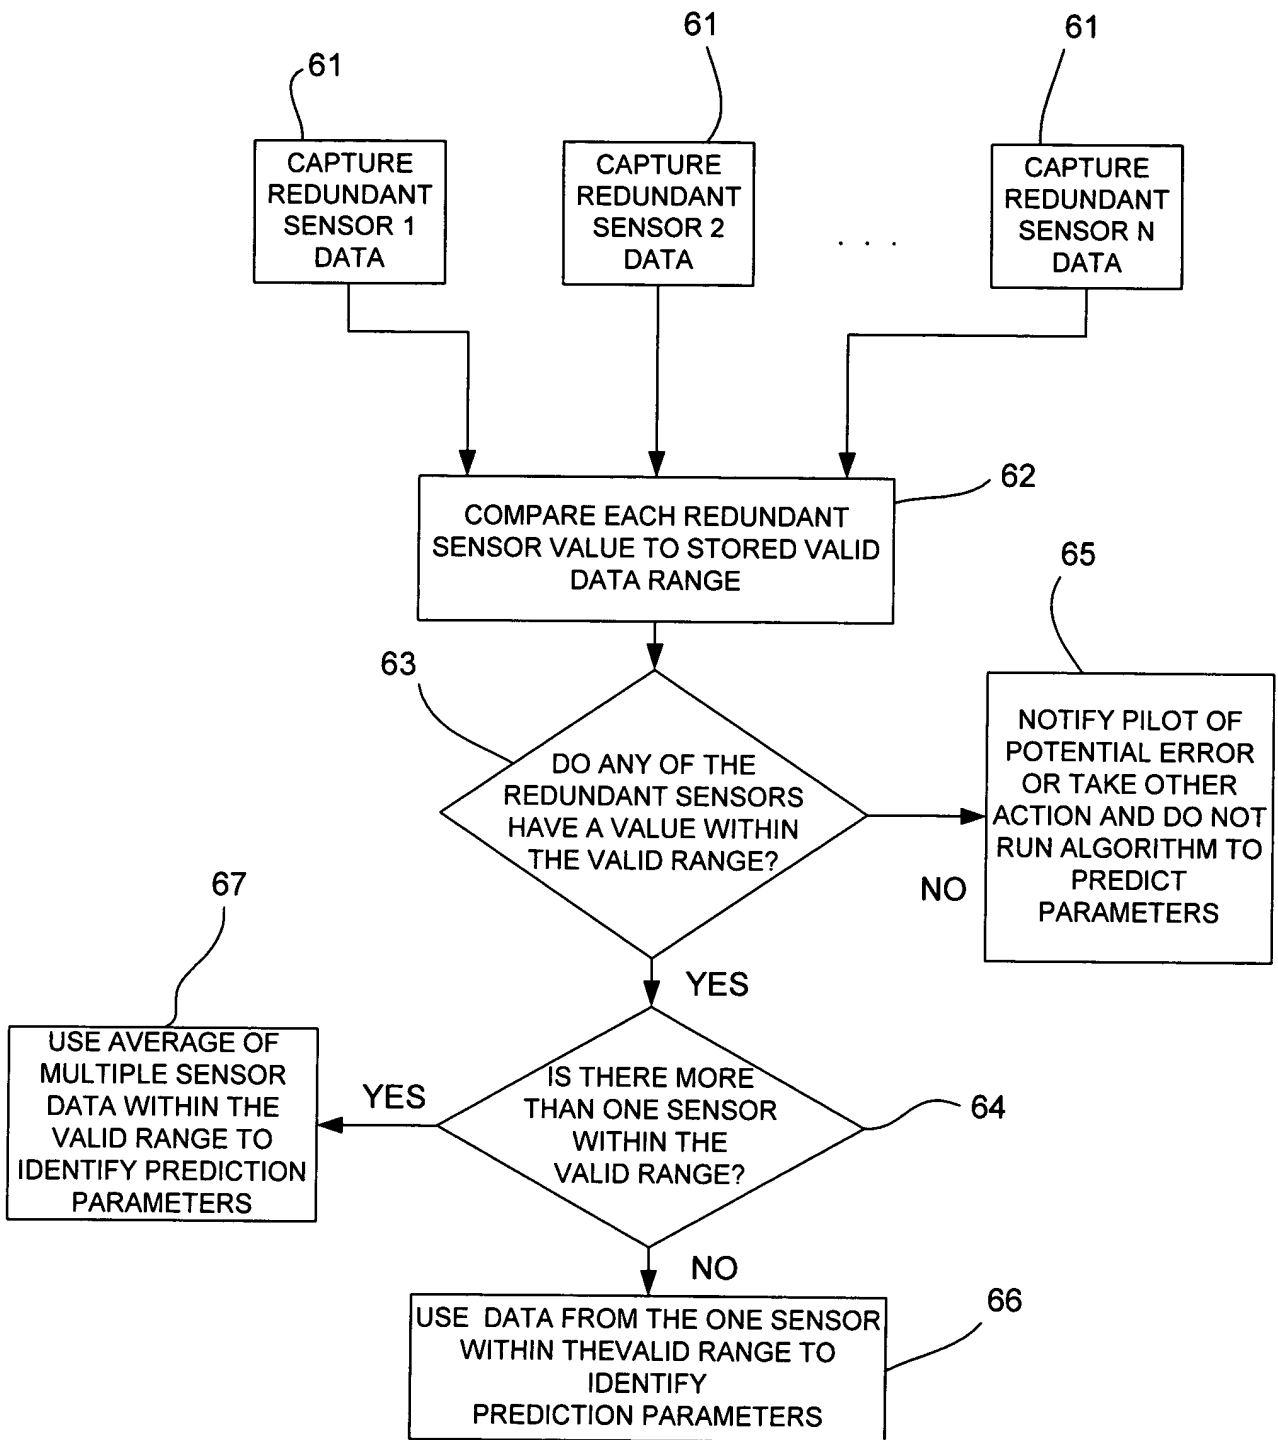 61
61
61
CAPTURE
REDUNDANT
SENSOR 1
DATA
CAPTURE
REDUNDANT
SENSOR 2
DATA
. . .
CAPTURE
REDUNDANT
SENSOR N
DATA
62
COMPARE EACH REDUNDANT
SENSOR VALUE TO STORED VALID
DATA RANGE
65
63
DO ANY OF THE
REDUNDANT SENSORS
HAVE A VALUE WITHIN
THE VALID RANGE?
NO
NOTIFY PILOT OF
POTENTIAL ERROR
OR TAKE OTHER
ACTION AND DO NOT
RUN ALGORITHM TO
PREDICT
PARAMETERS
YES
67
USE AVERAGE OF
MULTIPLE SENSOR
DATA WITHIN THE
VALID RANGE TO
IDENTIFY PREDICTION
PARAMETERS
YES
IS THERE MORE
THAN ONE SENSOR
WITHIN THE
VALID RANGE?
64
NO
66
USE DATA FROM THE ONE SENSOR
WITHIN THEVALID RANGE TO
IDENTIFY
PREDICTION PARAMETERS